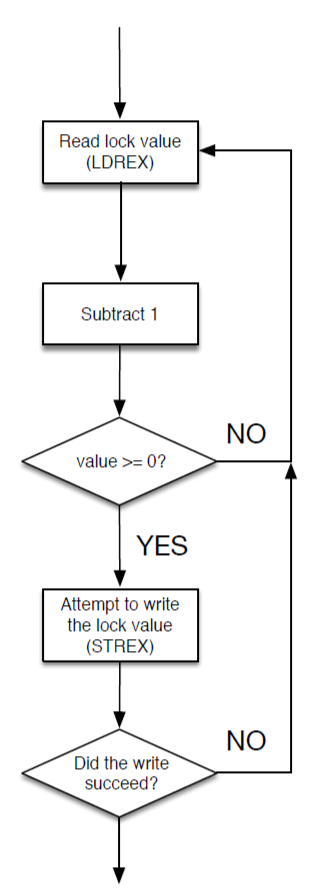 Read lock value
(LDREX)
Subtract 1
value >= 0?
NO
YES
Attempt to write
the lock value
(STREX)
Did the write
succeed?
NO